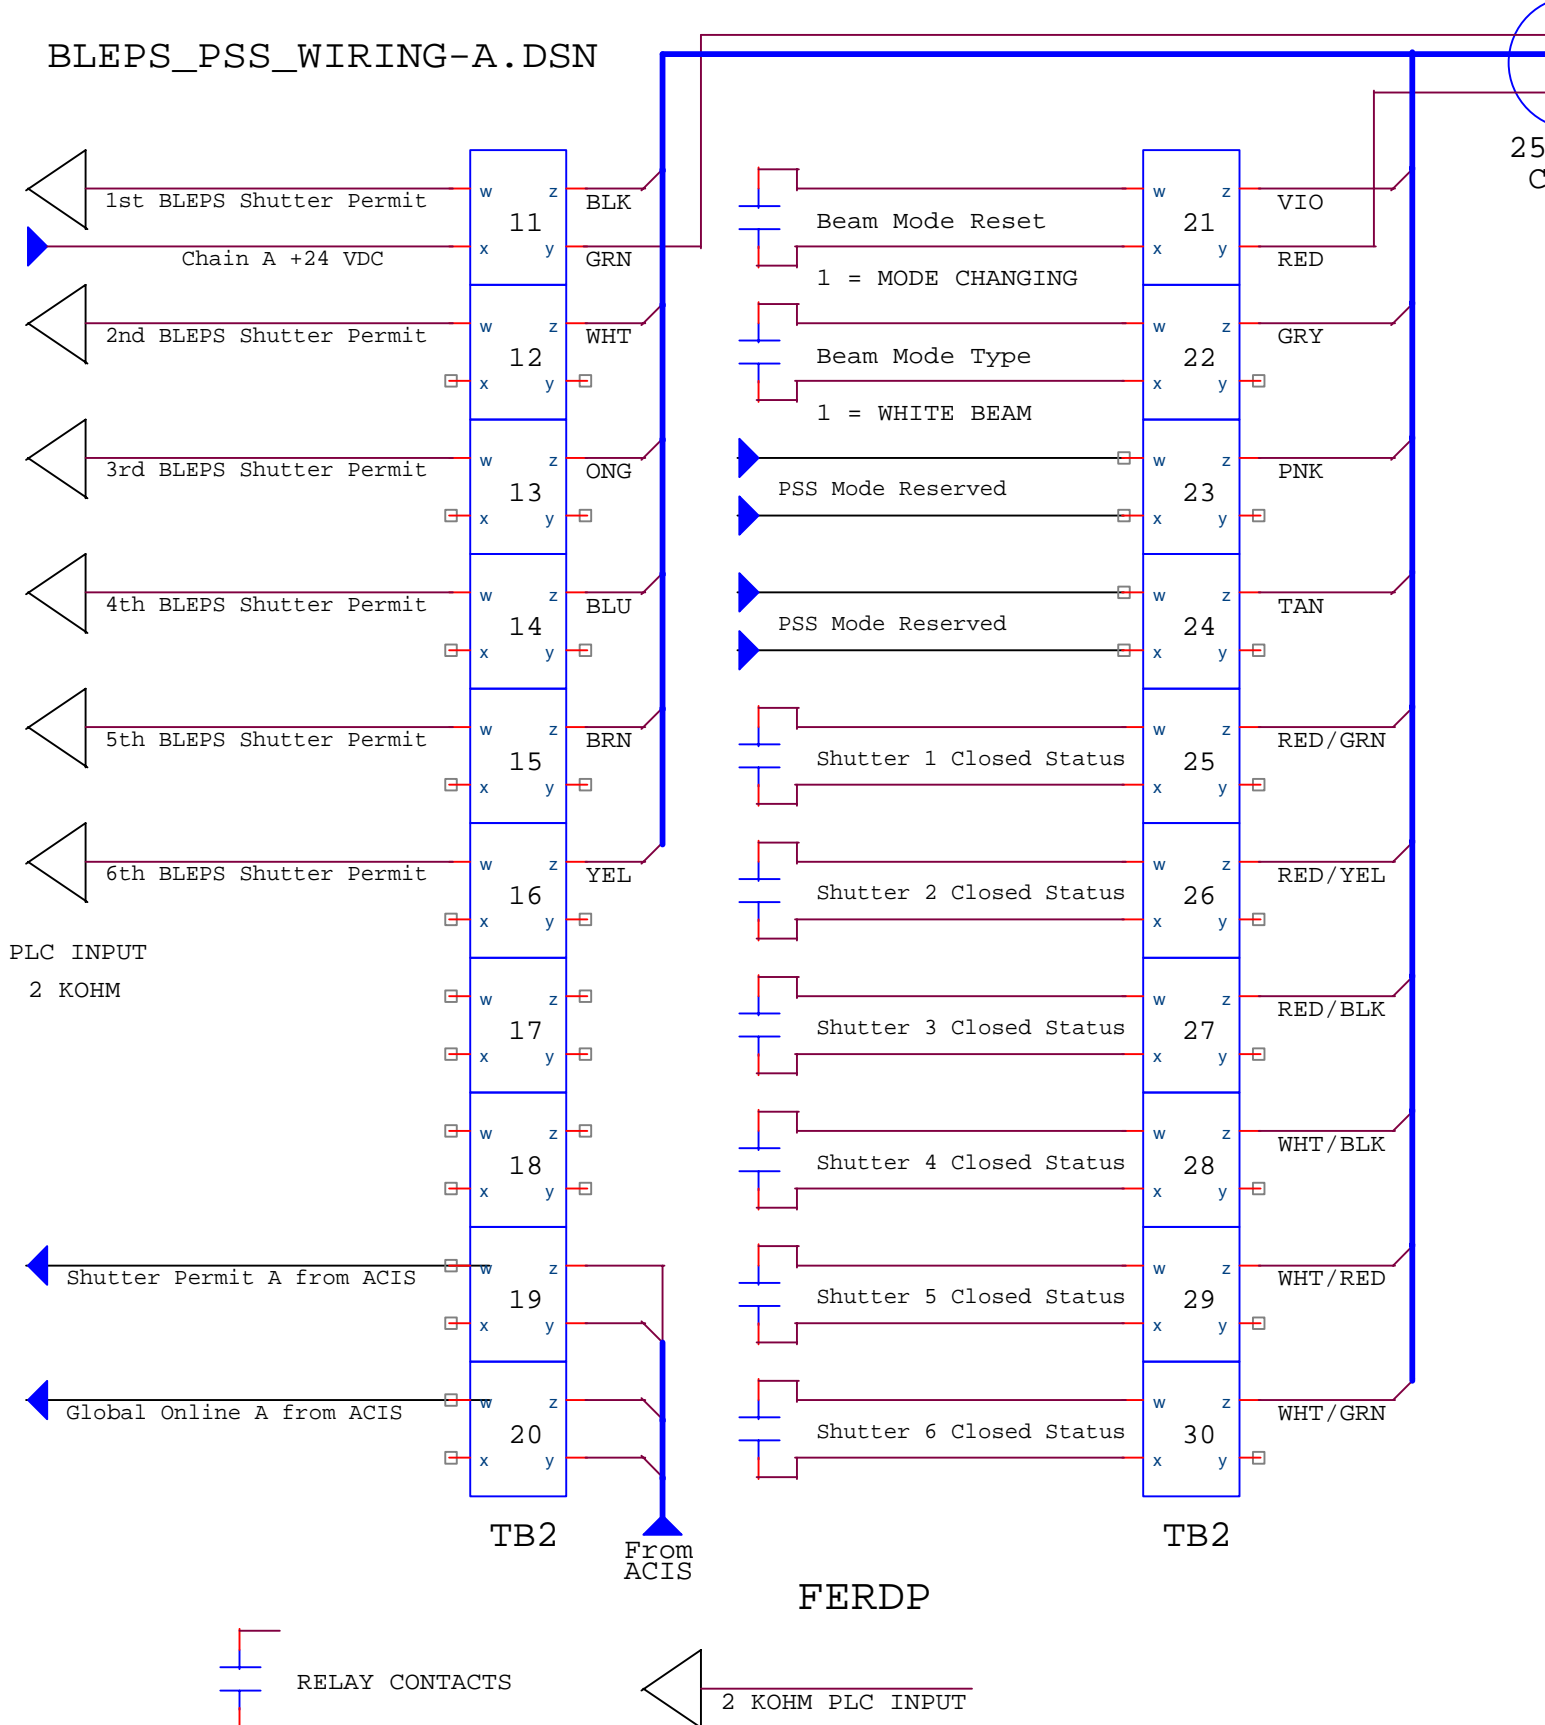 BLEPS_PSS_WIRING-A.DSN
25
C
1st BLEPS Shutter Permit
w z
11
x y
BLK
Chain A +24 VDC
GRN
2nd BLEPS Shutter Permit
w z
12
x y
WHT
3rd BLEPS Shutter Permit
w z
13
x y
ONG
4th BLEPS Shutter Permit
w z
14
x y
BLU
5th BLEPS Shutter Permit
w z
15
x y
BRN
6th BLEPS Shutter Permit
w z
16
x y
YEL
PLC INPUT
2 KOHM
w z
17
x y
w z
18
x y
Shutter Permit A from ACIS
w z
19
x y
Global Online A from ACIS
w z
20
x y
TB2
From
ACIS
Beam Mode Reset
1 = MODE CHANGING
w z
21
x y
VIO
RED
Beam Mode Type
1 = WHITE BEAM
w z
22
x y
GRY
PSS Mode Reserved
w z
23
x y
PNK
PSS Mode Reserved
w z
24
x y
TAN
Shutter 1 Closed Status
w z
25
x y
RED/GRN
Shutter 2 Closed Status
w z
26
x y
RED/YEL
Shutter 3 Closed Status
w z
27
x y
RED/BLK
Shutter 4 Closed Status
w z
28
x y
WHT/BLK
Shutter 5 Closed Status
w z
29
x y
WHT/RED
Shutter 6 Closed Status
w z
30
x y
WHT/GRN
TB2
FERDP
RELAY CONTACTS
2 KOHM PLC INPUT